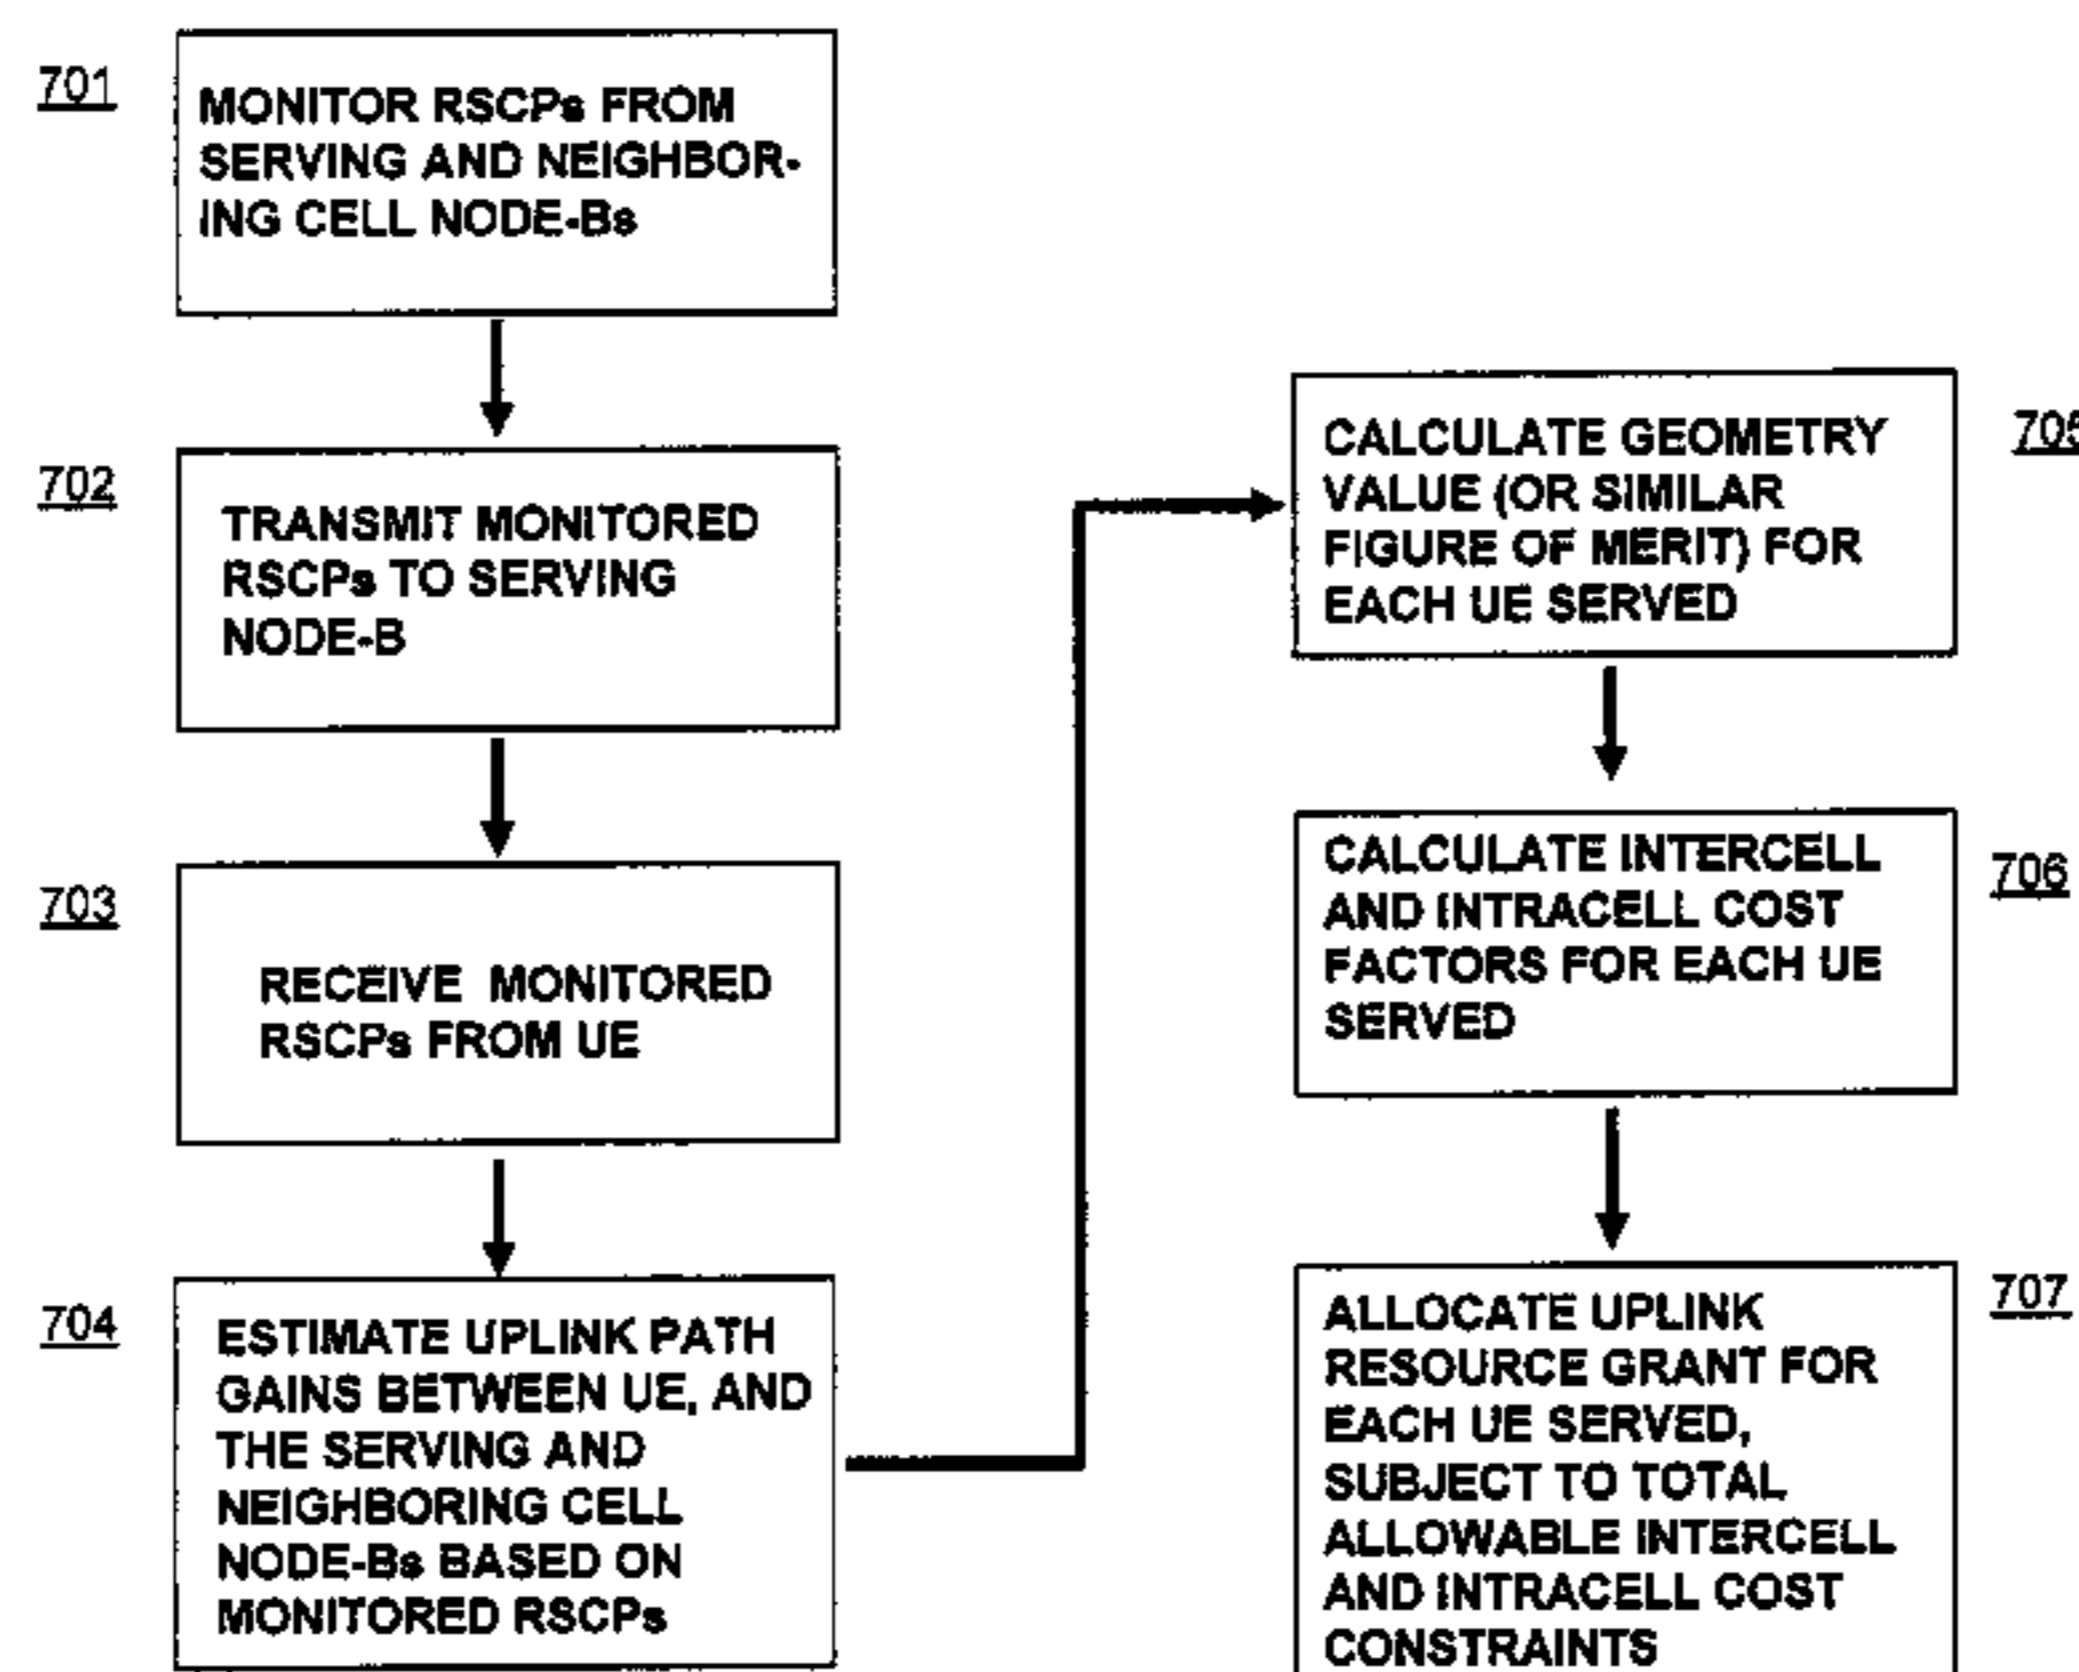 701
MONITOR RSCPs FROM
SERVING AND NEIGHBOR-
ING CELL NODE-Bs
702
TRANSMIT MONITORED
RSCPs TO SERVING
NODE-B
703
RECEIVE MONITORED
RSCPs FROM UE
704
ESTIMATE UPLINK PATH
GAINS BETWEEN UE, AND
THE SERVING AND
NEIGHBORING CELL
NODE-Bs BASED ON
MONITORED RSCPs
705
CALCULATE GEOMETRY
VALUE (OR SIMILAR
FIGURE OF MERIT) FOR
EACH UE SERVED
706
CALCULATE INTERCELL
AND INTRACELL COST
FACTORS FOR EACH UE
SERVED
707
ALLOCATE UPLINK
RESOURCE GRANT FOR
EACH UE SERVED,
SUBJECT TO TOTAL
ALLOWABLE INTERCELL
AND INTRACELL COST
CONSTRAINTS